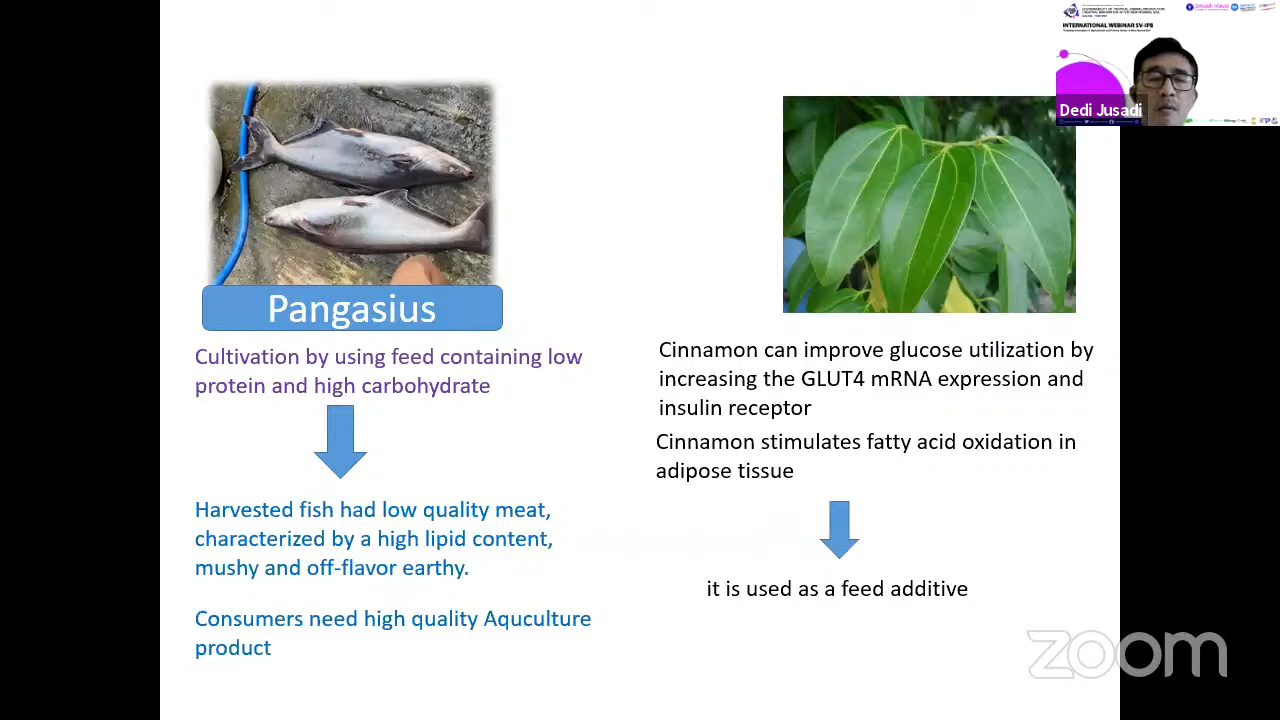 INTERNATIONAL WEBINAR SV-IPB
Dedi Jusadi
Pangasius
Cultivation by using feed containing low
protein and high carbohydrate
Harvested fish had low quality meat,
characterized by a high lipid content,
mushy and off-flavor earthy.
Consumers need high quality Aquculture
product
Cinnamon can improve glucose utilization by
increasing the GLUT4 mRNA expression and
insulin receptor
Cinnamon stimulates fatty acid oxidation in
adipose tissue
it is used as a feed additive
zoom